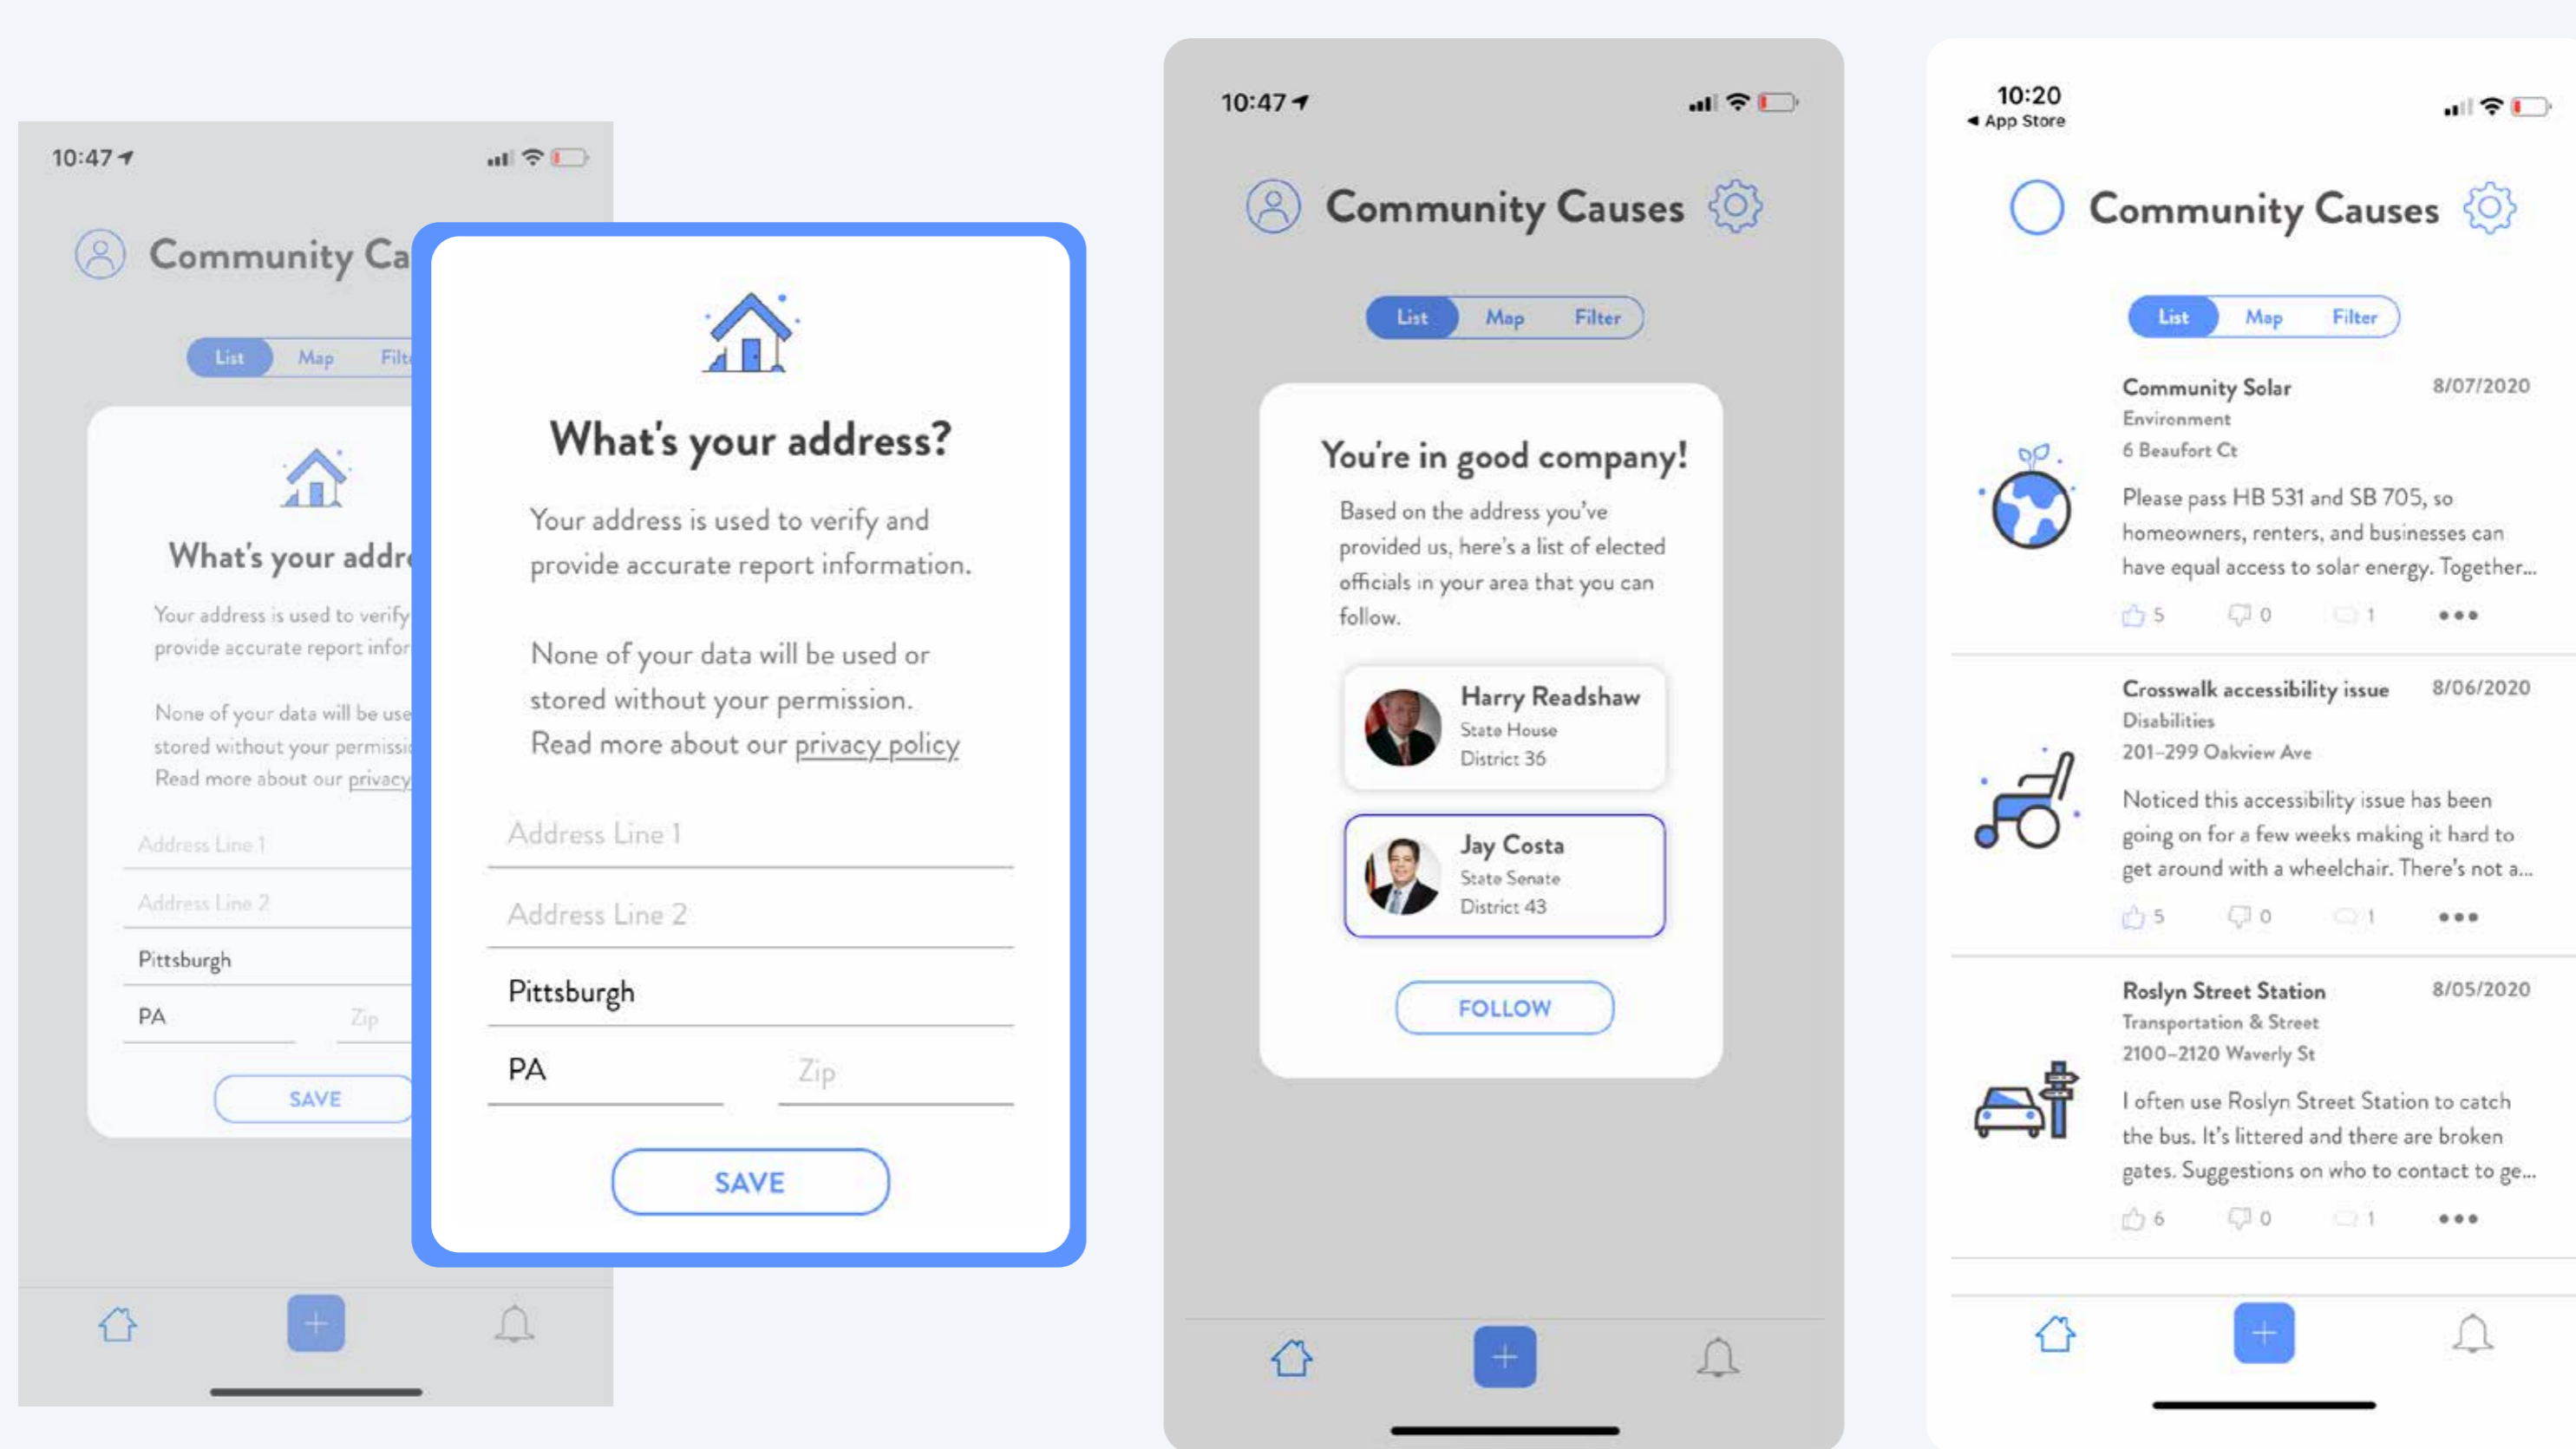 10:47
Community Ca
List Map Filte
What's your addre
Your address is used to verify
provide accurate report infor
None of your data will be use
stored without your permissio
Read more about our privacy
Address Line 1
Address Line 2
Pittsburgh
PA Zip
SAVE
What's your address?
Your address is used to verify and
provide accurate report information.
None of your data will be used or
stored without your permission.
Read more about our privacy policy
Address Line 1
Address Line 2
Pittsburgh
PA Zip
SAVE
10:47
Community Causes
List Map Filter
You're in good company!
Based on the address you've
provided us, here's a list of elected
officials in your area that you can
follow.
Harry Readshaw
State House
District 36
Jay Costa
State Senate
District 43
FOLLOW
10:20
◀ App Store
Community Causes
List Map Filter
Community Solar 8/07/2020
Environment
6 Beaufort Ct
Please pass HB 531 and SB 705, so
homeowners, renters, and businesses can
have equal access to solar energy. Together...
5 0 1
Crosswalk accessibility issue 8/06/2020
Disabilities
201–299 Oakview Ave
Noticed this accessibility issue has been
going on for a few weeks making it hard to
get around with a wheelchair. There's not a...
5 0 1
Roslyn Street Station 8/05/2020
Transportation & Street
2100–2120 Waverly St
I often use Roslyn Street Station to catch
the bus. It's littered and there are broken
gates. Suggestions on who to contact to ge...
6 0 1